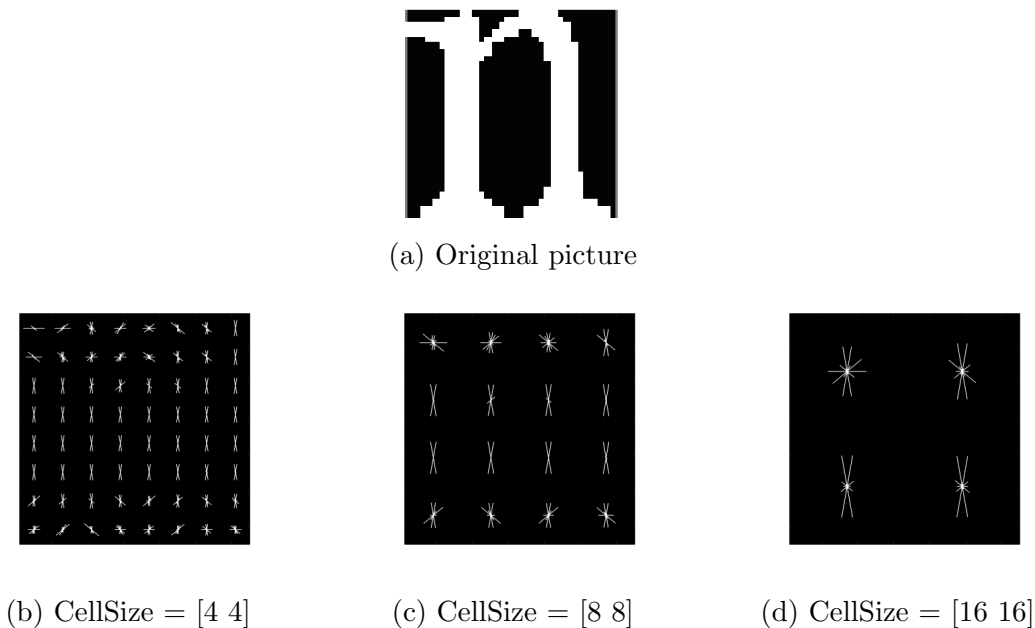 (a) Original picture
(b) CellSize = [4 4]
(c) CellSize = [8 8]
(d) CellSize = [16 16]